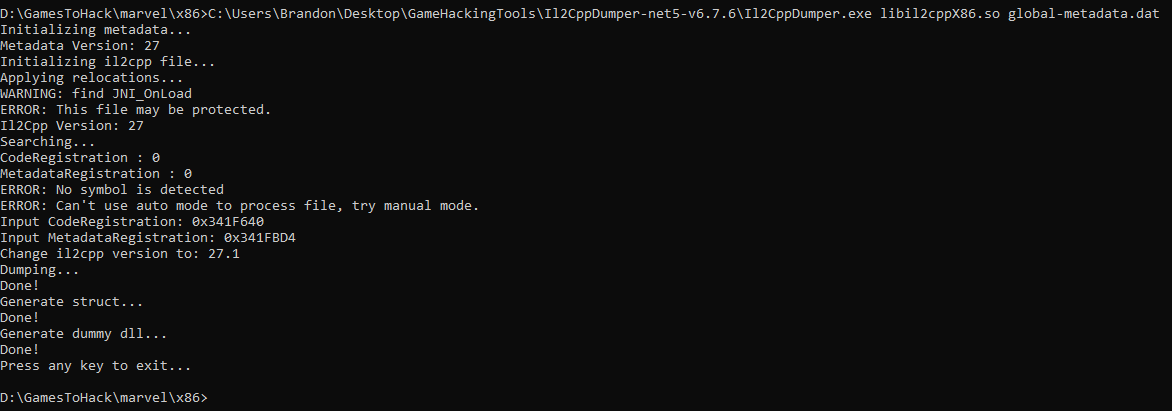 D:\GamesToHack\marvel\x86>C:\Users\Brandon\Desktop\GameHackingTools\Il2CppDumper-net5-v6.7.6\Il2CppDumper.exe libil2cppX86.so global-metadata.dat
Initializing metadata...
Metadata Version: 27
Initializing il2cpp file...
Applying relocations...
WARNING: find JNI_OnLoad
ERROR: This file may be protected.
Il2Cpp Version: 27
Searching...
CodeRegistration : 0
MetadataRegistration : 0
ERROR: No symbol is detected
ERROR: Can't use auto mode to process file, try manual mode.
Input CodeRegistration: 0x341F640
Input MetadataRegistration: 0x341FBD4
Change il2cpp version to: 27.1
Dumping...
Done!
Generate struct...
Done!
Generate dummy dll...
Done!
Press any key to exit...
D:\GamesToHack\marvel\x86>